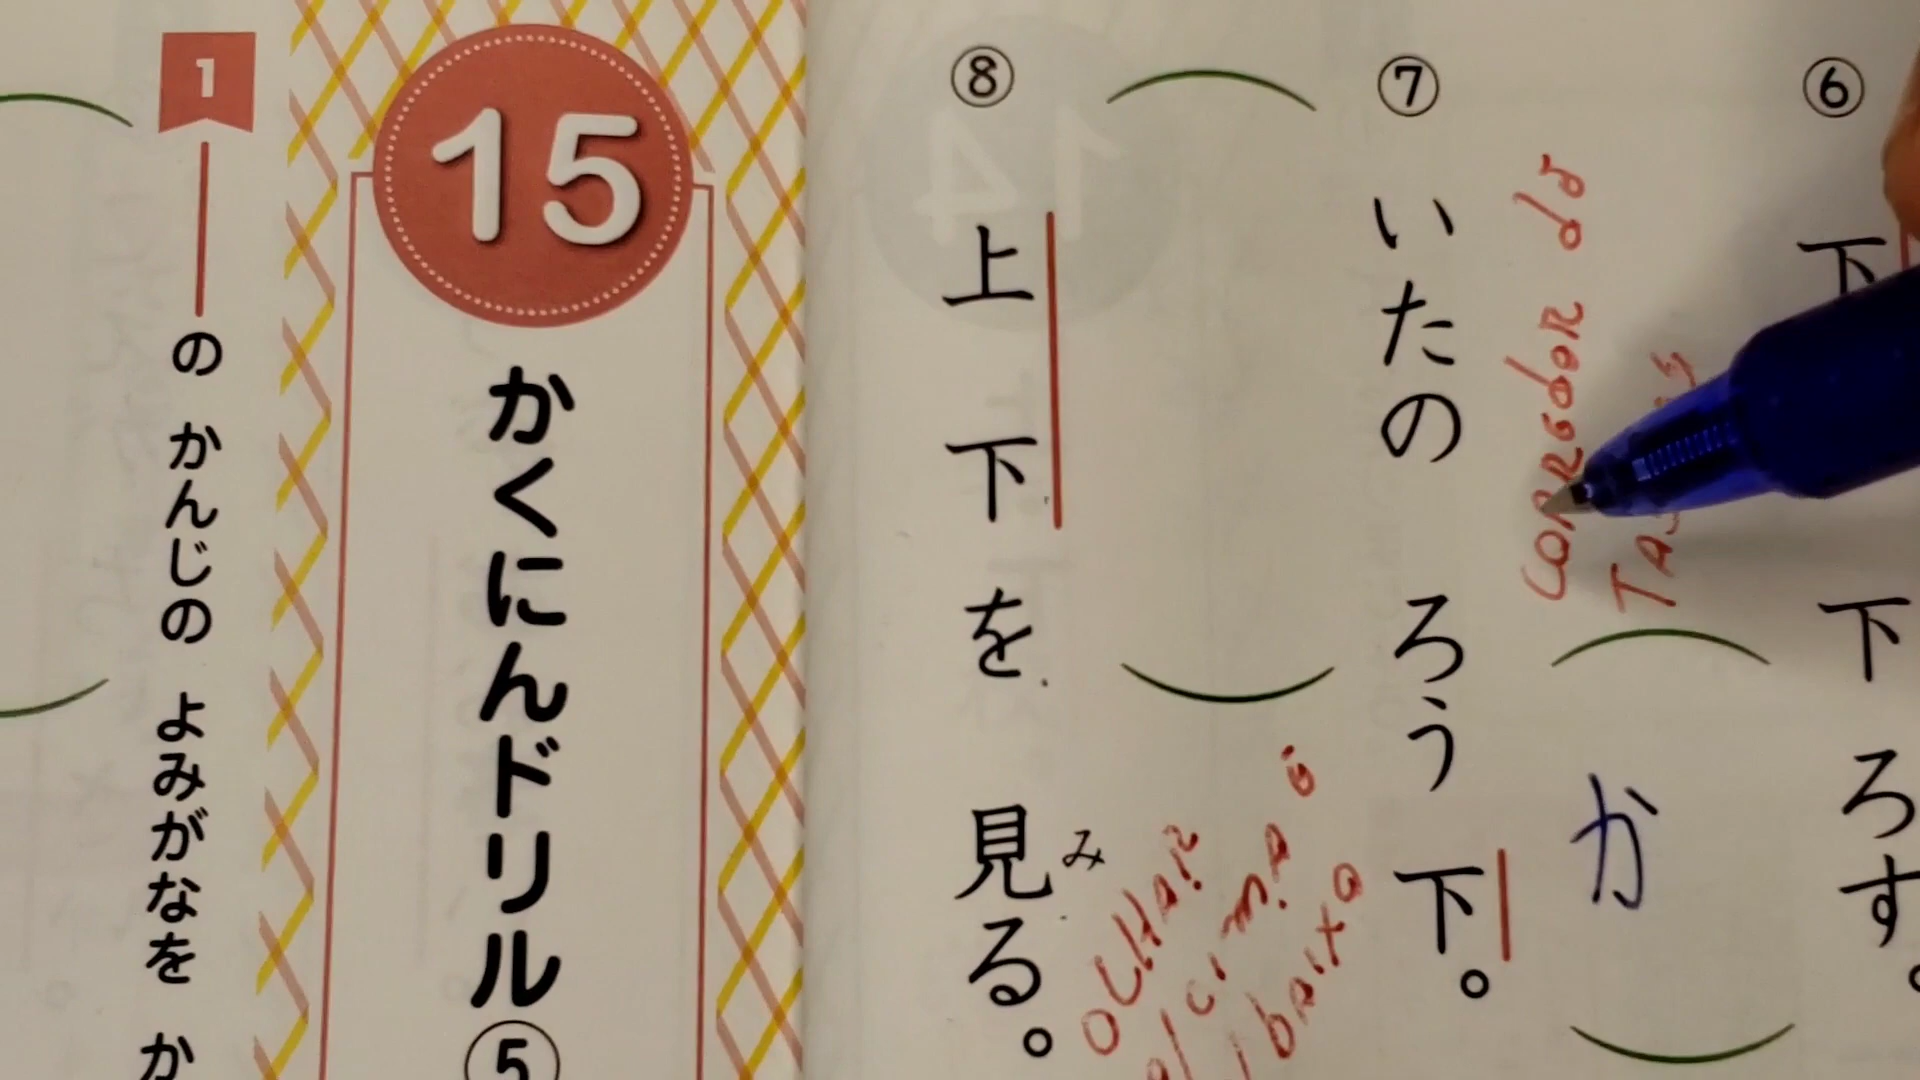 ⑥
下
下ろす。
⑦ いたの ろう下。
か
CORREDOR DE
⑧ 上下を 見る。
み
OLHAR
cima e
baixo
15
かくにんドリル⑤
1
の かんじの よみがなを か